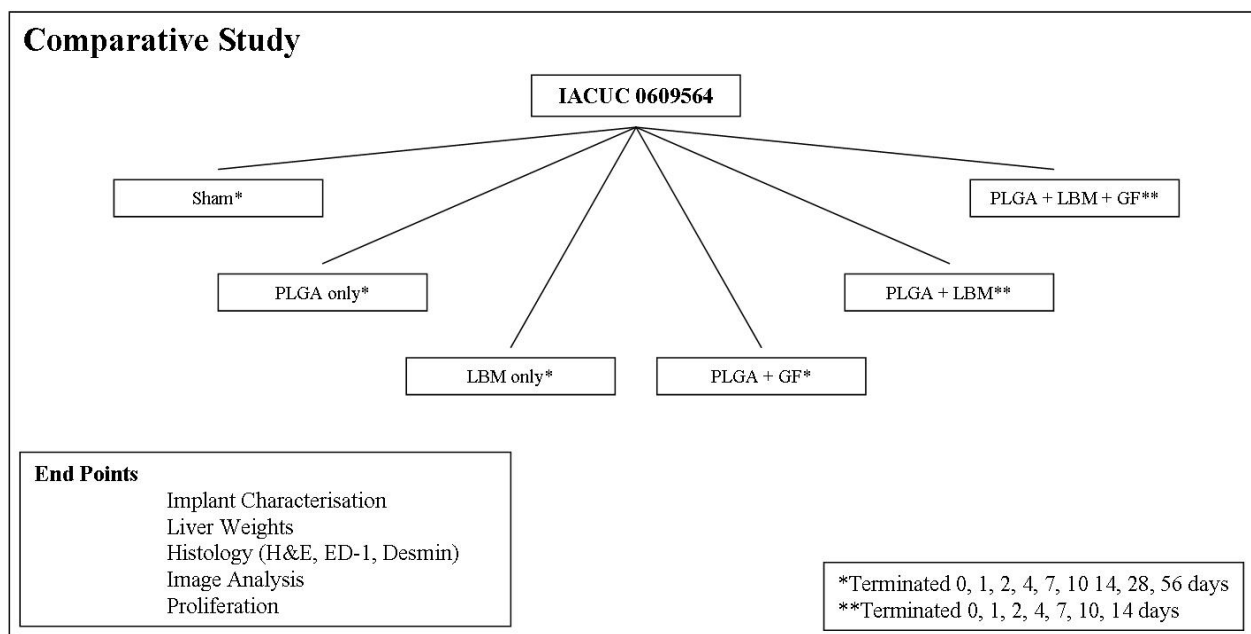 Comparative Study
IACUC 0609564
Sham*
PLGA + LBM + GF**
PLGA only*
PLGA + LBM**
LBM only*
PLGA + GF*
End Points
Implant Characterisation
Liver Weights
Histology (H&E, ED-1, Desmin)
Image Analysis
Proliferation
*Terminated 0, 1, 2, 4, 7, 10 14, 28, 56 days
**Terminated 0, 1, 2, 4, 7, 10, 14 days